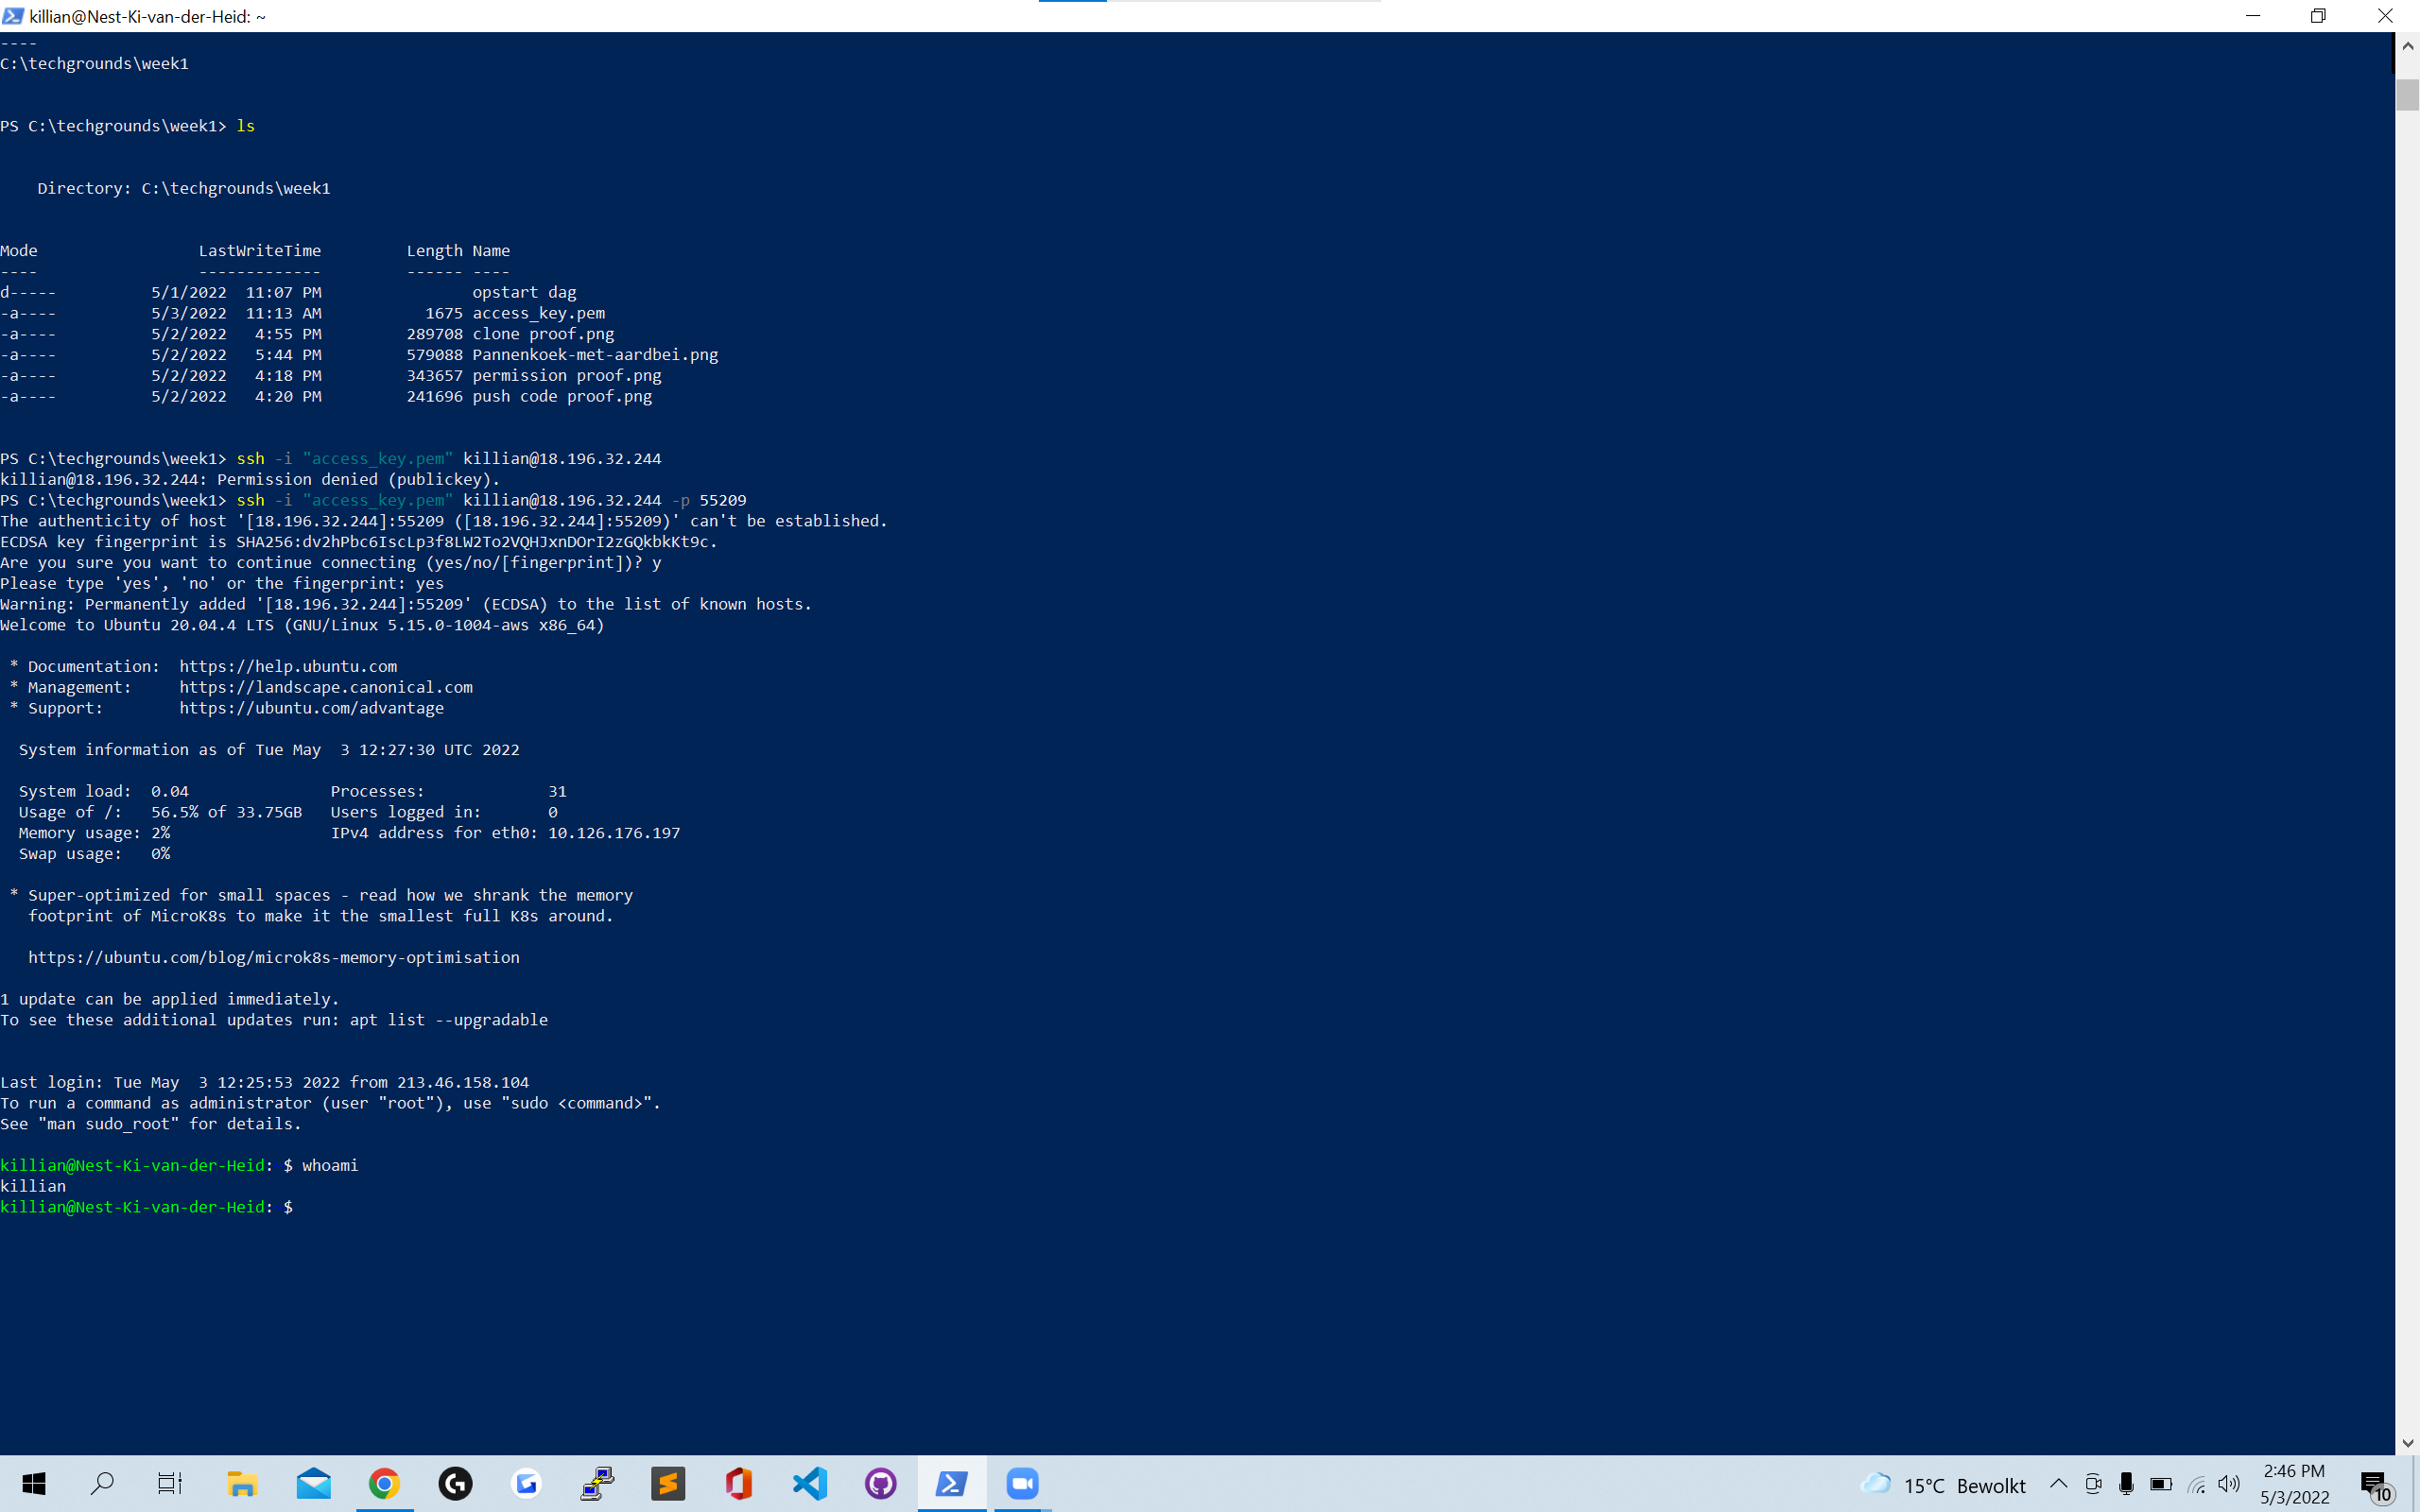 killian@Nest-Ki-van-der-Heid: ~
----
C:\techgrounds\week1
PS C:\techgrounds\week1> ls
    Directory: C:\techgrounds\week1
Mode                 LastWriteTime         Length Name
----                 -------------         ------ ----
d-----          5/1/2022  11:07 PM                opstart dag
-a----          5/3/2022  11:13 AM           1675 access_key.pem
-a----          5/2/2022   4:55 PM         289708 clone proof.png
-a----          5/2/2022   5:44 PM         579088 Pannenkoek-met-aardbei.png
-a----          5/2/2022   4:18 PM         343657 permission proof.png
-a----          5/2/2022   4:20 PM         241696 push code proof.png
PS C:\techgrounds\week1> ssh -i "access_key.pem" killian@18.196.32.244
killian@18.196.32.244: Permission denied (publickey).
PS C:\techgrounds\week1> ssh -i "access_key.pem" killian@18.196.32.244 -p 55209
The authenticity of host '[18.196.32.244]:55209 ([18.196.32.244]:55209)' can't be established.
ECDSA key fingerprint is SHA256:dv2hPbc6IscLp3f8LW2To2VQHJxnDOrI2zGQkbkKt9c.
Are you sure you want to continue connecting (yes/no/[fingerprint])? y
Please type 'yes', 'no' or the fingerprint: yes
Warning: Permanently added '[18.196.32.244]:55209' (ECDSA) to the list of known hosts.
Welcome to Ubuntu 20.04.4 LTS (GNU/Linux 5.15.0-1004-aws x86_64)
 * Documentation:  https://help.ubuntu.com
 * Management:     https://landscape.canonical.com
 * Support:        https://ubuntu.com/advantage
  System information as of Tue May  3 12:27:30 UTC 2022
  System load:  0.04               Processes:             31
  Usage of /:   56.5% of 33.75GB   Users logged in:       0
  Memory usage: 2%                 IPv4 address for eth0: 10.126.176.197
  Swap usage:   0%
 * Super-optimized for small spaces - read how we shrank the memory
   footprint of MicroK8s to make it the smallest full K8s around.
   https://ubuntu.com/blog/microk8s-memory-optimisation
1 update can be applied immediately.
To see these additional updates run: apt list --upgradable
Last login: Tue May  3 12:25:53 2022 from 213.46.158.104
To run a command as administrator (user "root"), use "sudo <command>".
See "man sudo_root" for details.
killian@Nest-Ki-van-der-Heid: $ whoami
killian
killian@Nest-Ki-van-der-Heid: $
15°C  Bewolkt
2:46 PM
5/3/2022
10